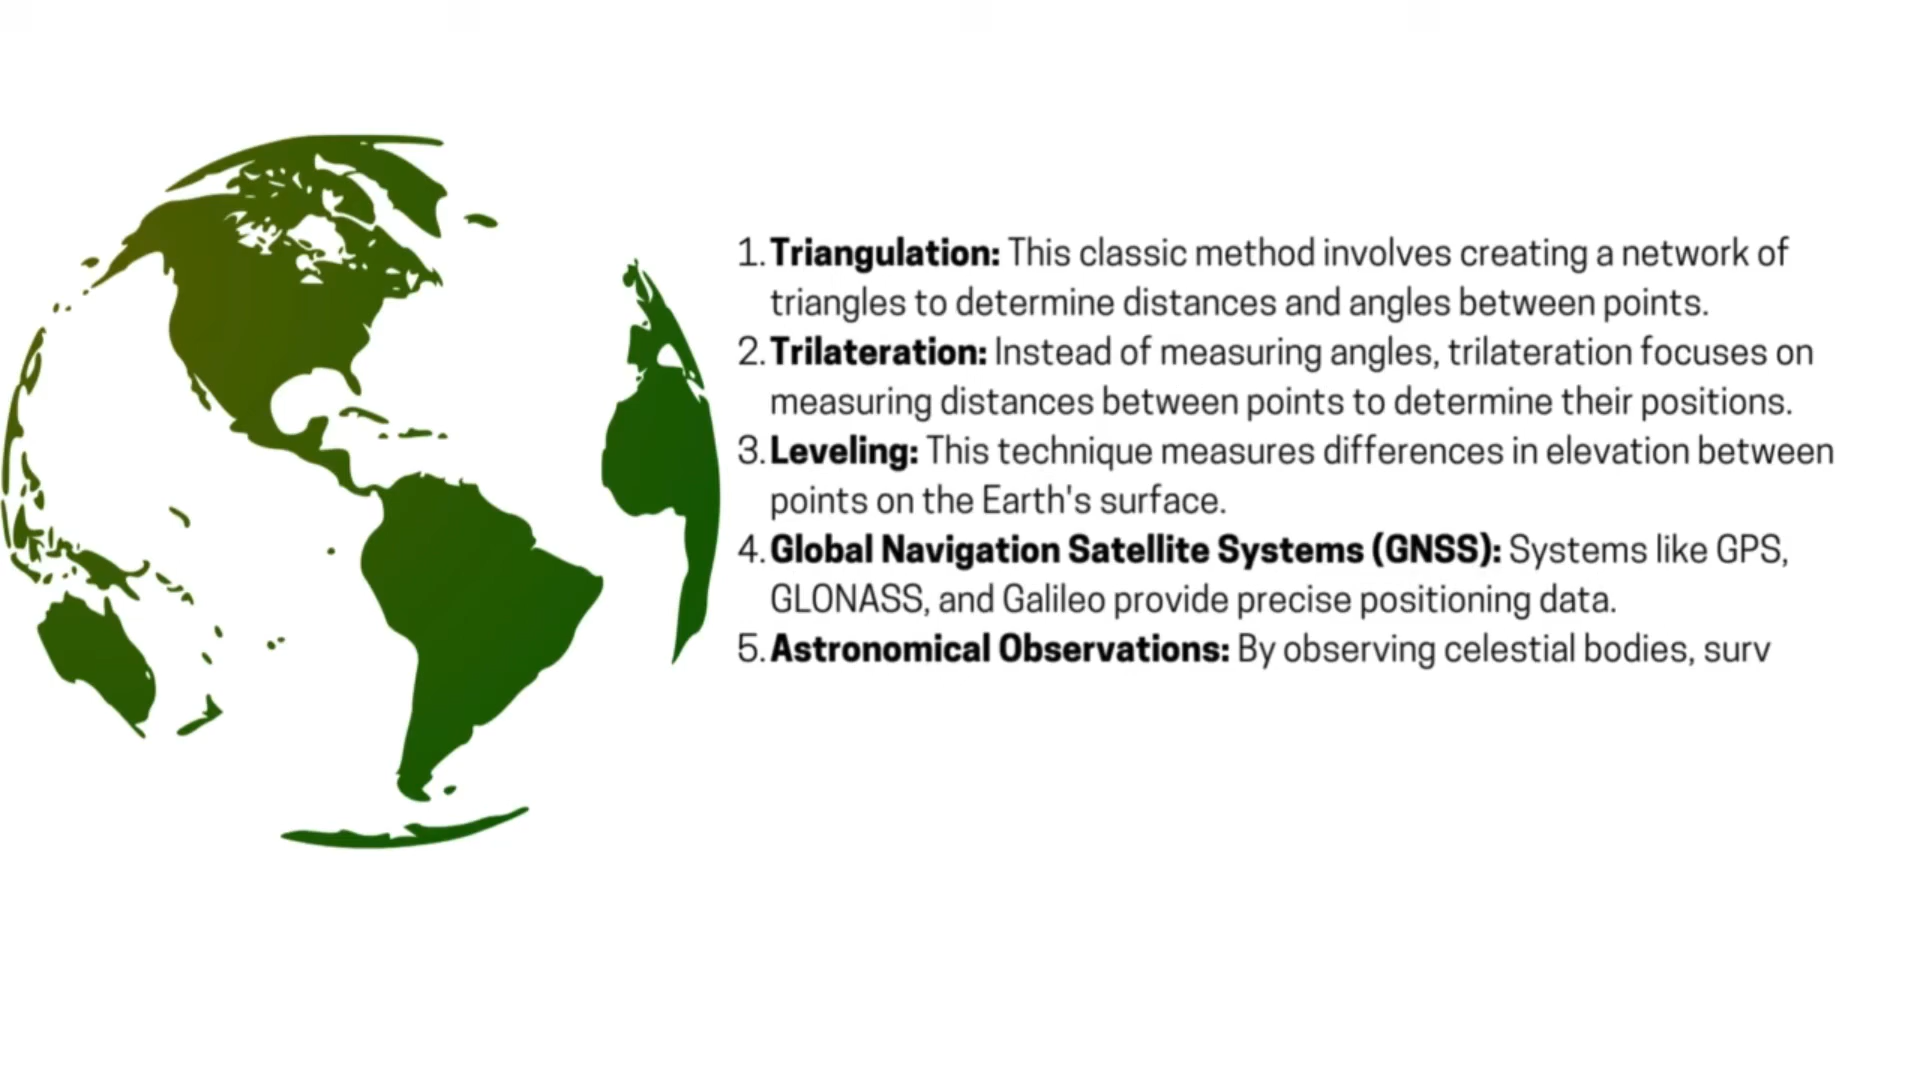 1. Triangulation: This classic method involves creating a network of
triangles to determine distances and angles between points.
2. Trilateration: Instead of measuring angles, trilateration focuses on
measuring distances between points to determine their positions.
3. Leveling: This technique measures differences in elevation between
points on the Earth's surface.
4. Global Navigation Satellite Systems (GNSS): Systems like GPS,
GLONASS, and Galileo provide precise positioning data.
5. Astronomical Observations: By observing celestial bodies, surv